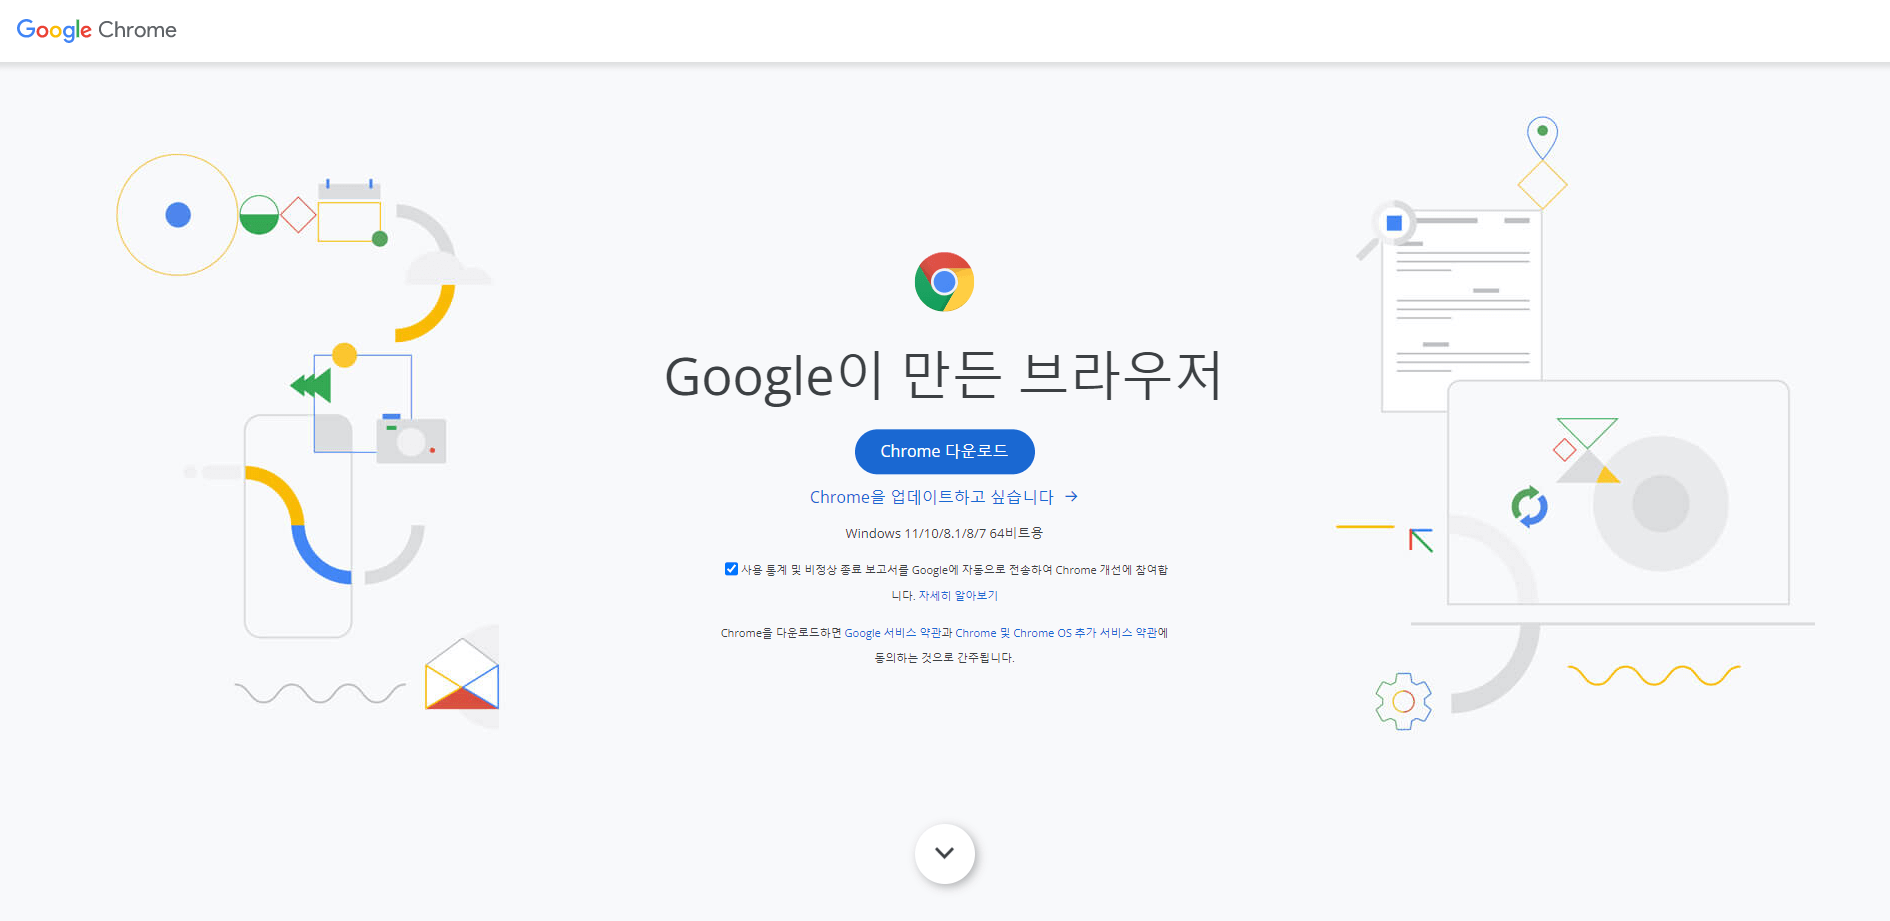 Google Chrome
Google이 만든 브라우저
Chrome 다운로드
Chrome을 업데이트하고 싶습니다
Windows 11/10/8.1/8/7 64비트용
사용 통계 및 비정상 종료 보고서를 Google에 자동으로 전송하여 Chrome 개선에 참여합
니다. 자세히 알아보기
Chrome을 다운로드하면 Google 서비스 약관과 Chrome 및 Chrome OS 추가 서비스 약관에
동의하는 것으로 간주됩니다.